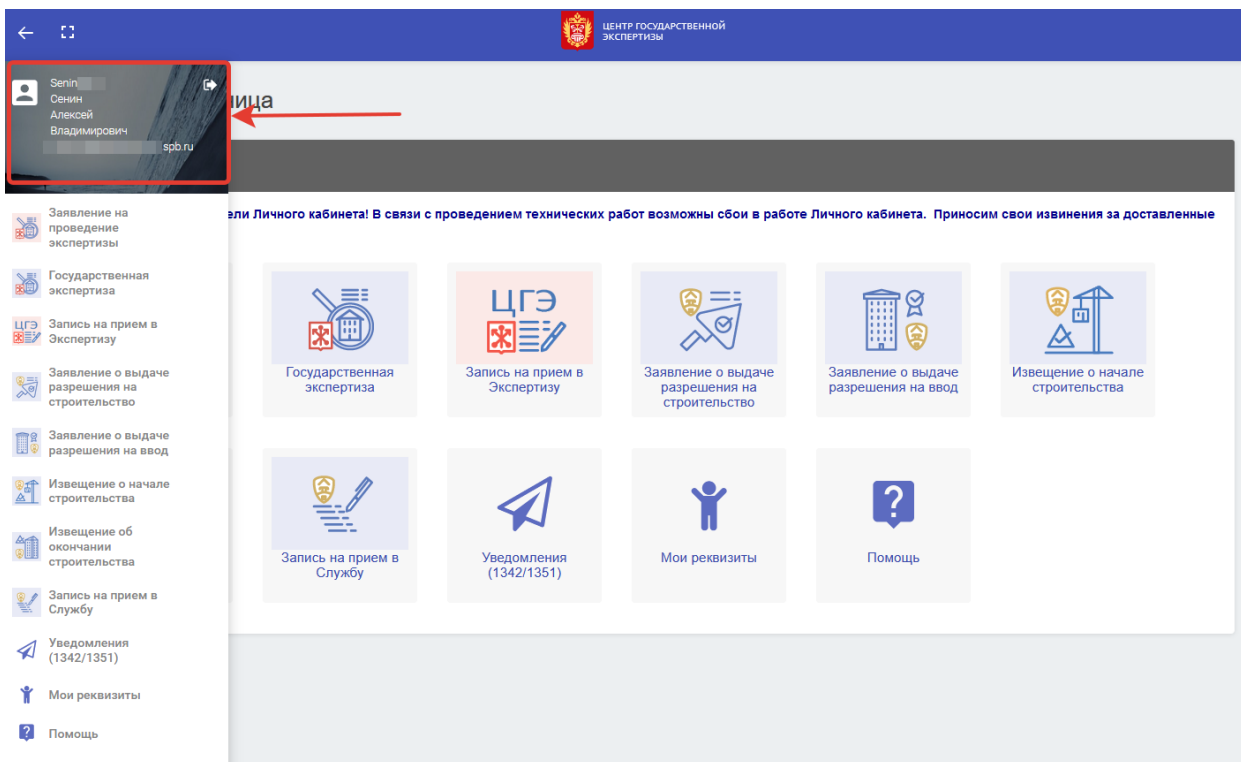 ЦЕНТР ГОСУДАРСТВЕННОЙ
ЭКСПЕРТИЗЫ
Senin
Сенин
Алексей
Владимирович
spb.ru
ница
Заявление на
проведение
экспертизы
Государственная
экспертиза
ЦГЭ
Запись на прием в
Экспертизу
Заявление о выдаче
разрешения на
строительство
Заявление о выдаче
разрешения на ввод
Извещение о начале
строительства
Извещение об
окончании
строительства
Запись на прием в
Службу
Уведомления
(1342/1351)
Мои реквизиты
Помощь
ели Личного кабинета! В связи с проведением технических работ возможны сбои в работе Личного кабинета. Приносим свои извинения за доставленные
Государственная
экспертиза
ЦГЭ
Запись на прием в
Экспертизу
Заявление о выдаче
разрешения на
строительство
Заявление о выдаче
разрешения на ввод
Извещение о начале
строительства
Запись на прием в
Службу
Уведомления
(1342/1351)
Мои реквизиты
Помощь